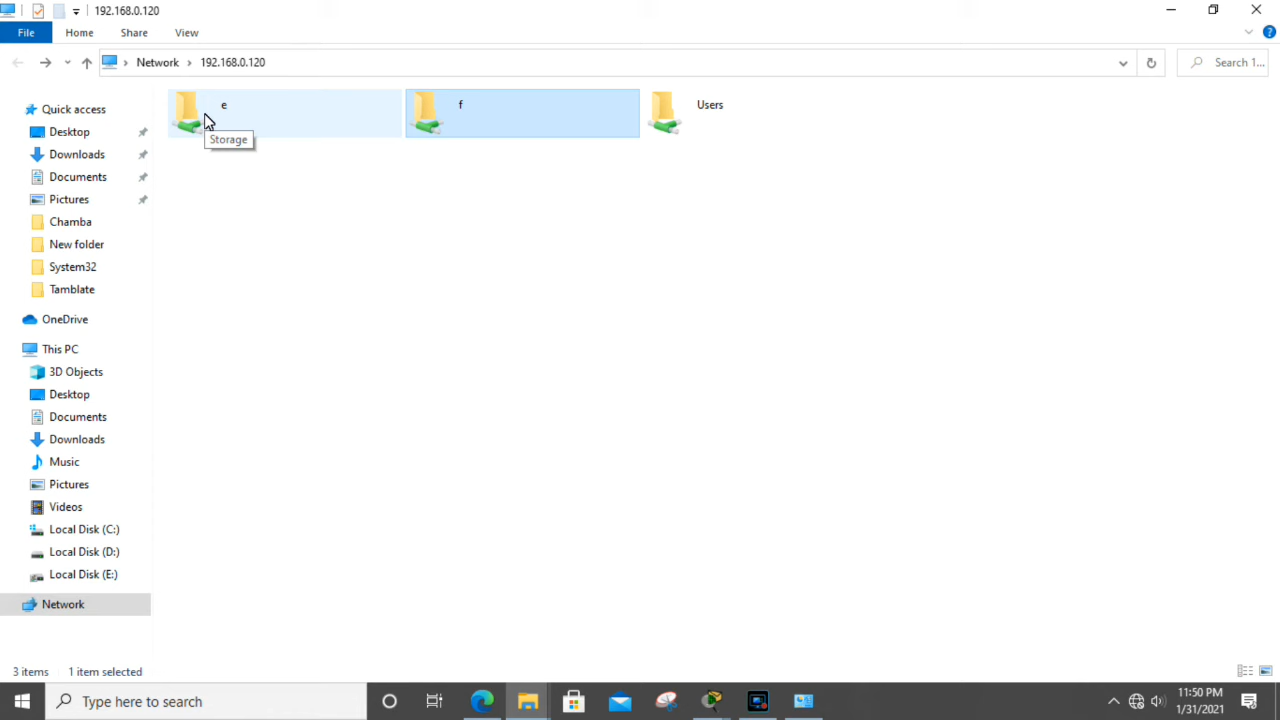 192.168.0.120
File Home Share View
Network 192.168.0.120 Search 1...
Quick access
Desktop
Downloads
Documents
Pictures
Chamba
New folder
System32
Tamblate
OneDrive
This PC
3D Objects
Desktop
Documents
Downloads
Music
Pictures
Videos
Local Disk (C:)
Local Disk (D:)
Local Disk (E:)
Network
e f Users
Storage
3 items 1 item selected
Type here to search
11:50 PM
1/31/2021